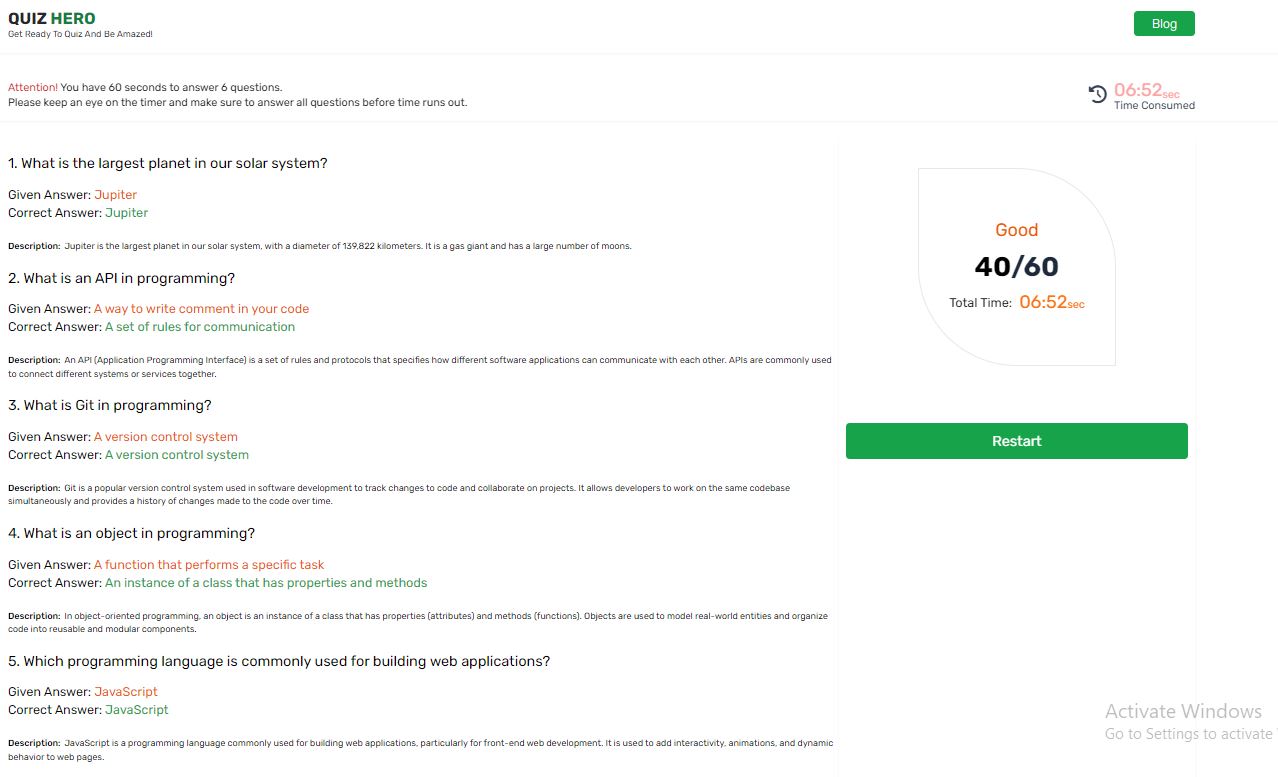 QUIZ HERO
Get Ready To Quiz And Be Amazed!
Blog
Attention! You have 60 seconds to answer 6 questions.
Please keep an eye on the timer and make sure to answer all questions before time runs out.
06:52sec
Time Consumed
1. What is the largest planet in our solar system?
Given Answer: Jupiter
Correct Answer: Jupiter
Description: Jupiter is the largest planet in our solar system, with a diameter of 139,822 kilometers. It is a gas giant and has a large number of moons.
2. What is an API in programming?
Given Answer: A way to write comment in your code
Correct Answer: A set of rules for communication
Description: An API (Application Programming Interface) is a set of rules and protocols that specifies how different software applications can communicate with each other. APIs are commonly used
to connect different systems or services together.
3. What is Git in programming?
Given Answer: A version control system
Correct Answer: A version control system
Description: Git is a popular version control system used in software development to track changes to code and collaborate on projects. It allows developers to work on the same codebase
simultaneously and provides a history of changes made to the code over time.
4. What is an object in programming?
Given Answer: A function that performs a specific task
Correct Answer: An instance of a class that has properties and methods
Description: In object-oriented programming, an object is an instance of a class that has properties (attributes) and methods (functions). Objects are used to model real-world entities and organize
code into reusable and modular components.
5. Which programming language is commonly used for building web applications?
Given Answer: JavaScript
Correct Answer: JavaScript
Description: JavaScript is a programming language commonly used for building web applications, particularly for front-end web development. It is used to add interactivity, animations, and dynamic
behavior to web pages.
Good
40/60
Total Time: 06:52sec
Restart
Activate Windows
Go to Settings to activate